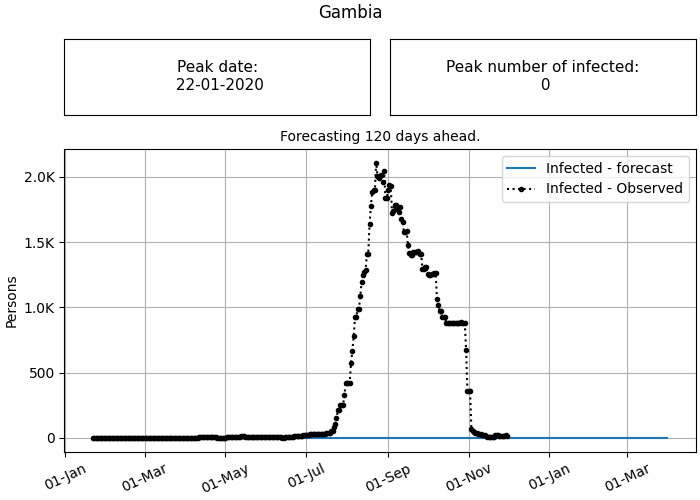 Gambia
Peak date:
22-01-2020
Peak number of infected:
0
Forecasting 120 days ahead.
Infected - forecast
Infected - Observed
Persons
2.0K
1.5K
1.0K
500
0
01-Jan
01-Mar
01-May
01-Jul
01-Sep
01-Nov
01-Jan
01-Mar